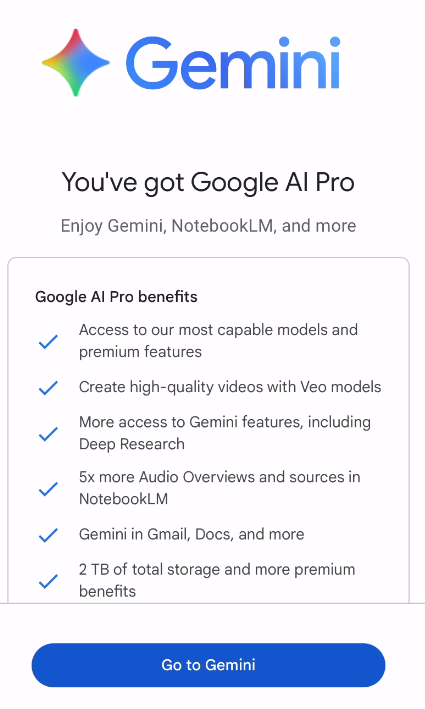 Gemini
You've got Google AI Pro
Enjoy Gemini, NotebookLM, and more
Google AI Pro benefits
Access to our most capable models and
premium features
Create high-quality videos with Veo models
More access to Gemini features, including
Deep Research
5x more Audio Overviews and sources in
NotebookLM
Gemini in Gmail, Docs, and more
2 TB of total storage and more premium
benefits
Go to Gemini